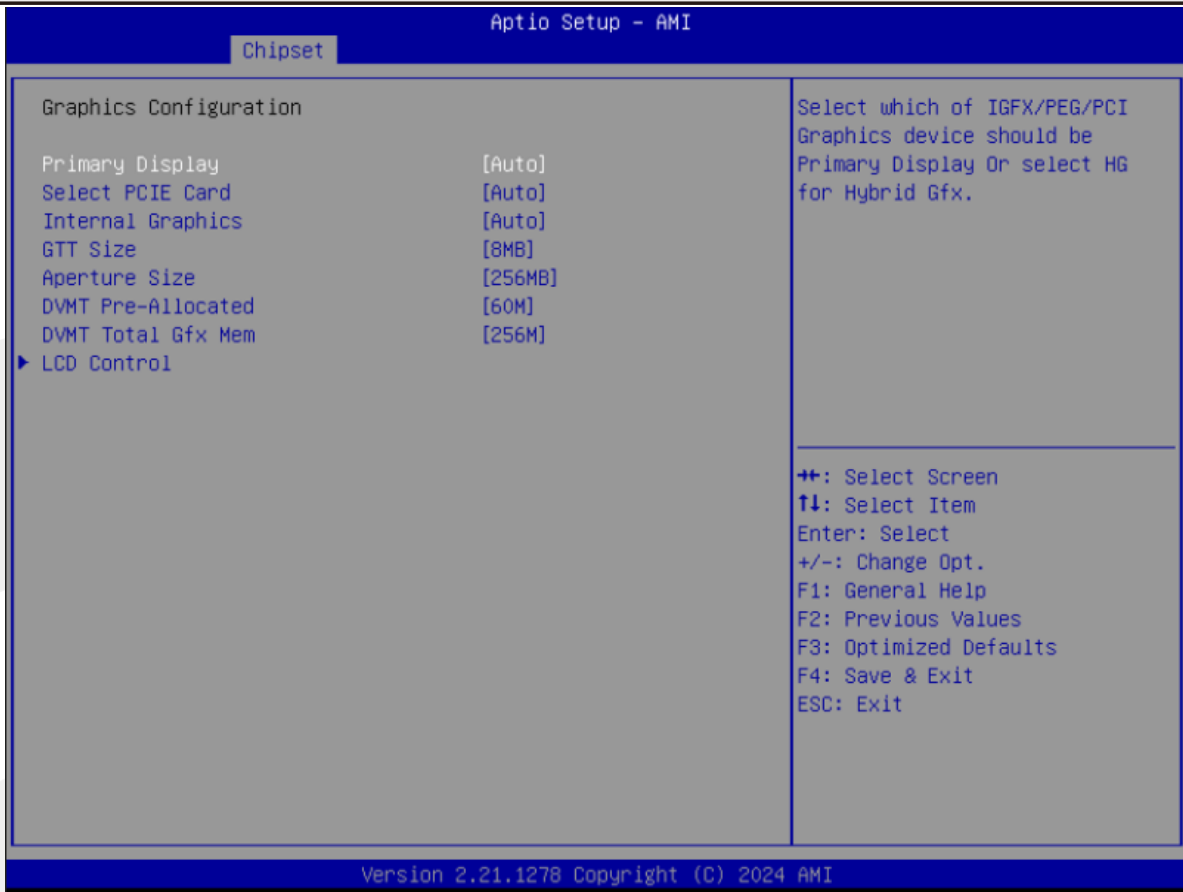 Aptio Setup – AMI
Chipset
Graphics Configuration
Primary Display [Auto]
Select PCIE Card [Auto]
Internal Graphics [Auto]
GTT Size [8MB]
Aperture Size [256MB]
DVMT Pre-Allocated [60M]
DVMT Total Gfx Mem [256M]
LCD Control
Select which of IGFX/PEG/PCI
Graphics device should be
Primary Display Or select HG
for Hybrid Gfx.
→←: Select Screen
↑↓: Select Item
Enter: Select
+/-: Change Opt.
F1: General Help
F2: Previous Values
F3: Optimized Defaults
F4: Save & Exit
ESC: Exit
Version 2.21.1278 Copyright (C) 2024 AMI